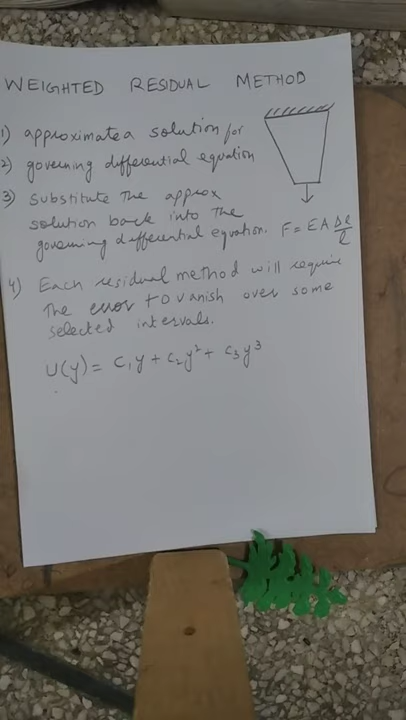 WEIGHTED RESIDUAL METHOD
1) approximate a solution for
2) governing differential equation
3) substitute the approx
solution back into the
governing differential equation.
F = EA Δl/l
4) Each residual method will require
the error to vanish over some
selected intervals.
U(y) = c₁y + c₂y² + c₃y³